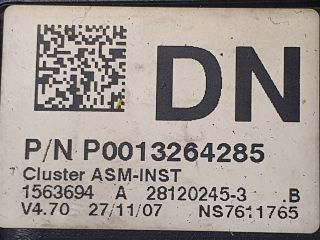 DN
P/N P0013264285
Cluster ASM-INST
1563694 A 28120245-3 .B
V4.70 27/11/07 NS7611765